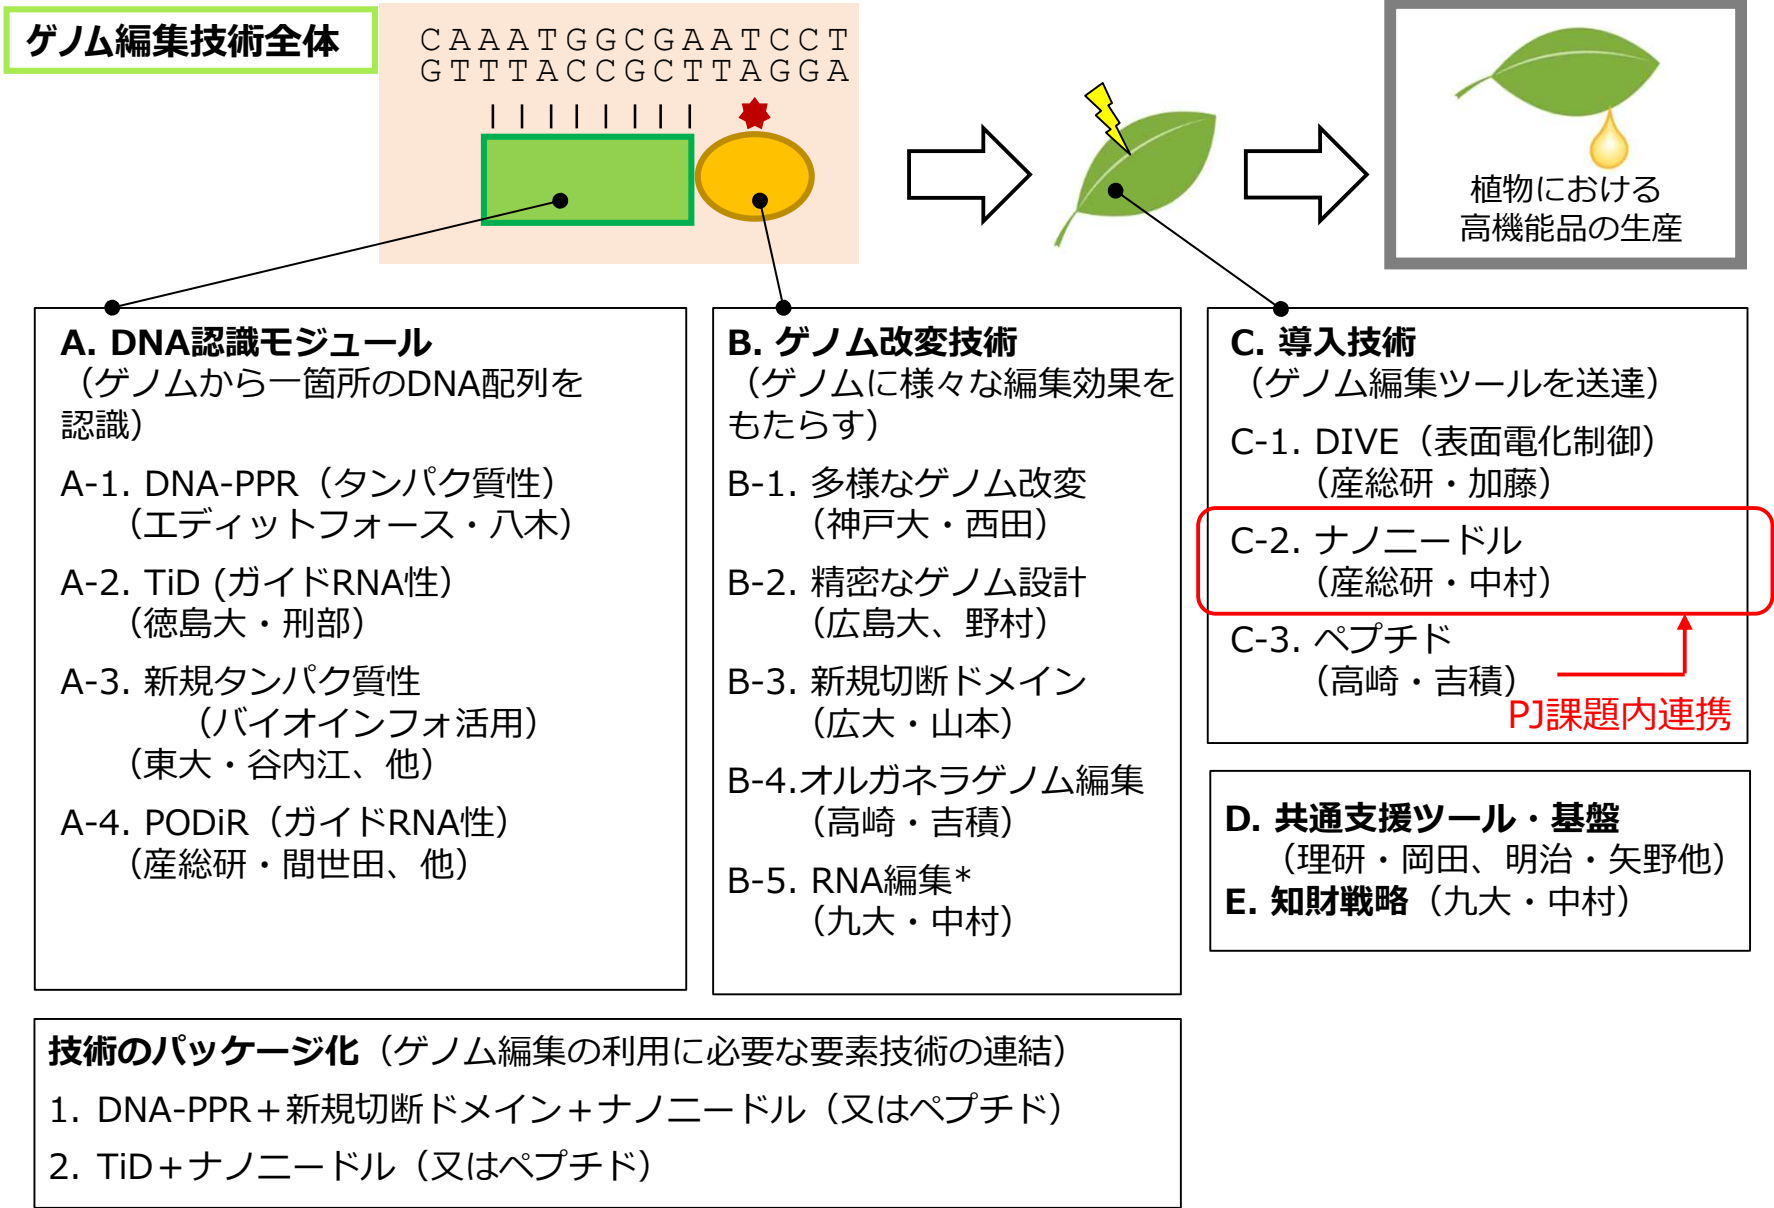 ゲノム編集技術全体
CAAATGGCGAATCCT
GTTTACCGCTTAGGA
植物における
高機能品の生産
A. DNA認識モジュール
（ゲノムから一箇所のDNA配列を
認識）
A-1. DNA-PPR（タンパク質性）
（エディットフォース・八木）
A-2. TiD (ガイドRNA性）
（徳島大・刑部）
A-3. 新規タンパク質性
（バイオインフォ活用）
（東大・谷内江、他）
A-4. PODiR（ガイドRNA性）
（産総研・間世田、他）
B. ゲノム改変技術
（ゲノムに様々な編集効果を
もたらす）
B-1. 多様なゲノム改変
（神戸大・西田）
B-2. 精密なゲノム設計
（広島大、野村）
B-3. 新規切断ドメイン
（広大・山本）
B-4.オルガネラゲノム編集
（高崎・吉積）
B-5. RNA編集*
（九大・中村）
C. 導入技術
（ゲノム編集ツールを送達）
C-1. DIVE（表面電化制御）
（産総研・加藤）
C-2. ナノニードル
（産総研・中村）
C-3. ペプチド
（高崎・吉積）
PJ課題内連携
D. 共通支援ツール・基盤
（理研・岡田、明治・矢野他）
E. 知財戦略（九大・中村）
技術のパッケージ化（ゲノム編集の利用に必要な要素技術の連結）
1. DNA-PPR＋新規切断ドメイン＋ナノニードル（又はペプチド）
2. TiD＋ナノニードル（又はペプチド）